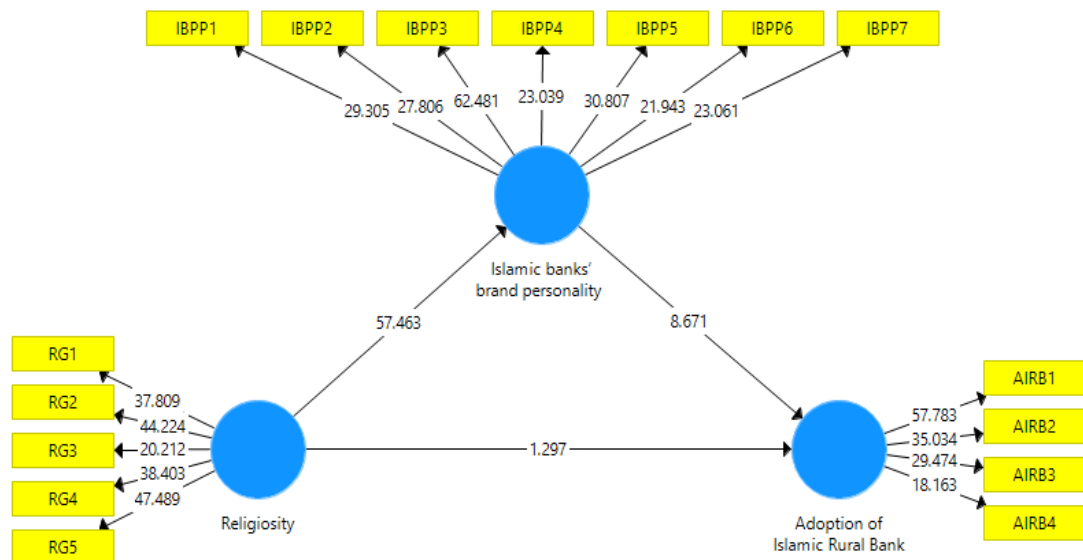 IBPP1 IBPP2 IBPP3 IBPP4 IBPP5 IBPP6 IBPP7
29.305 27.806 62.481 23.039 30.807 21.943 23.061
Islamic banks'
brand personality
57.463
8.671
RG1
RG2
RG3
RG4
RG5
37.809
44.224
20.212
38.403
47.489
Religiosity
1.297
57.783
35.034
29.474
18.163
AIRB1
AIRB2
AIRB3
AIRB4
Adoption of
Islamic Rural Bank